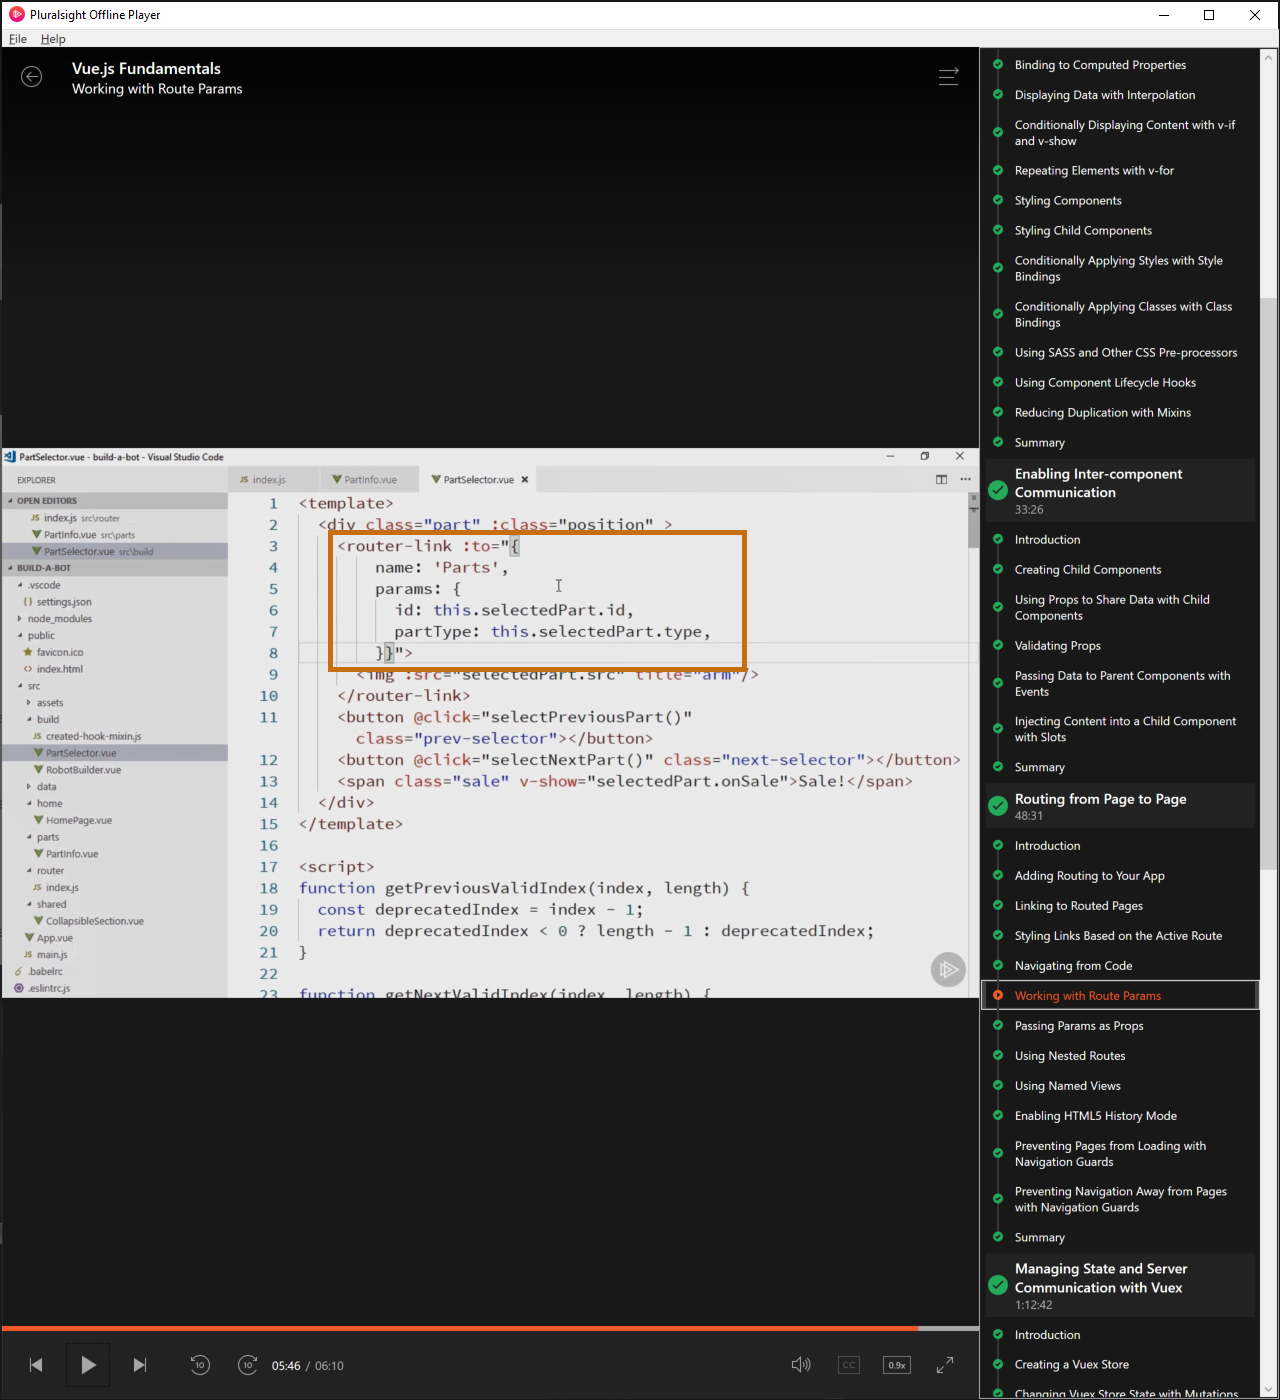 Pluralsight Offline Player
File Help
Vue.js Fundamentals
Working with Route Params
PartSelector.vue - build-a-bot - Visual Studio Code
EXPLORER
OPEN EDITORS
JS index.js src\router
PartInfo.vue src\parts
PartSelector.vue src\build
BUILD-A-BOT
.vscode
{} settings.json
node_modules
public
favicon.ico
<> index.html
src
assets
build
JS created-hook-mixin.js
PartSelector.vue
RobotBuilder.vue
data
home
HomePage.vue
parts
PartInfo.vue
router
JS index.js
shared
CollapsibleSection.vue
App.vue
JS main.js
.babelrc
.eslintrc.js
JS index.js
PartInfo.vue
PartSelector.vue
1 <template>
2 <div class="part" :class="position" >
3 <router-link :to="{
4 name: 'Parts',
5 params: {
6 id: this.selectedPart.id,
7 partType: this.selectedPart.type,
8 }}">
9 <img :src="selectedPart.src" title="arm"/>
10 </router-link>
11 <button @click="selectPreviousPart()"
class="prev-selector"></button>
12 <button @click="selectNextPart()" class="next-selector"></button>
13 <span class="sale" v-show="selectedPart.onSale">Sale!</span>
14 </div>
15 </template>
16
17 <script>
18 function getPreviousValidIndex(index, length) {
19 const deprecatedIndex = index - 1;
20 return deprecatedIndex < 0 ? length - 1 : deprecatedIndex;
21 }
22
23 function getNextValidIndex(index, length) {
10
10
05:46 / 06:10
CC
0.9x
Binding to Computed Properties
Displaying Data with Interpolation
Conditionally Displaying Content with v-if
and v-show
Repeating Elements with v-for
Styling Components
Styling Child Components
Conditionally Applying Styles with Style
Bindings
Conditionally Applying Classes with Class
Bindings
Using SASS and Other CSS Pre-processors
Using Component Lifecycle Hooks
Reducing Duplication with Mixins
Summary
Enabling Inter-component
Communication
33:26
Introduction
Creating Child Components
Using Props to Share Data with Child
Components
Validating Props
Passing Data to Parent Components with
Events
Injecting Content into a Child Component
with Slots
Summary
Routing from Page to Page
48:31
Introduction
Adding Routing to Your App
Linking to Routed Pages
Styling Links Based on the Active Route
Navigating from Code
Working with Route Params
Passing Params as Props
Using Nested Routes
Using Named Views
Enabling HTML5 History Mode
Preventing Pages from Loading with
Navigation Guards
Preventing Navigation Away from Pages
with Navigation Guards
Summary
Managing State and Server
Communication with Vuex
1:12:42
Introduction
Creating a Vuex Store
Changing Vuex Store State with Mutations